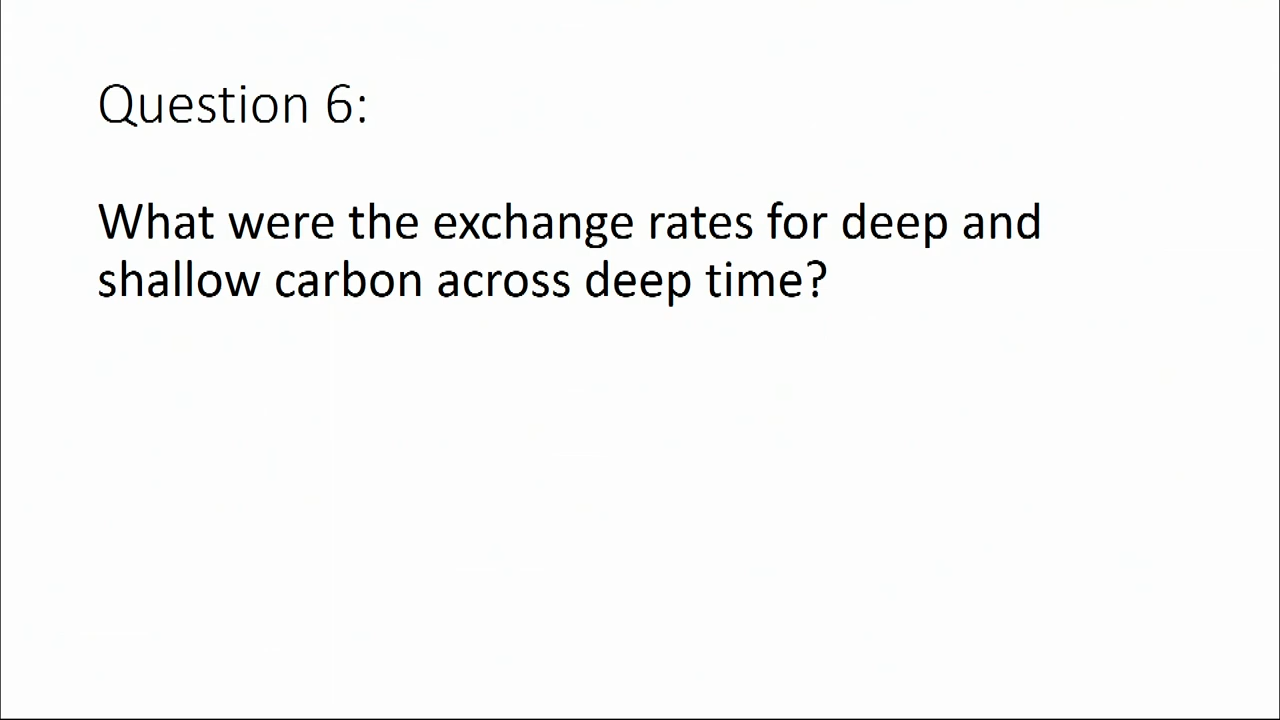 Question 6:
What were the exchange rates for deep and
shallow carbon across deep time?